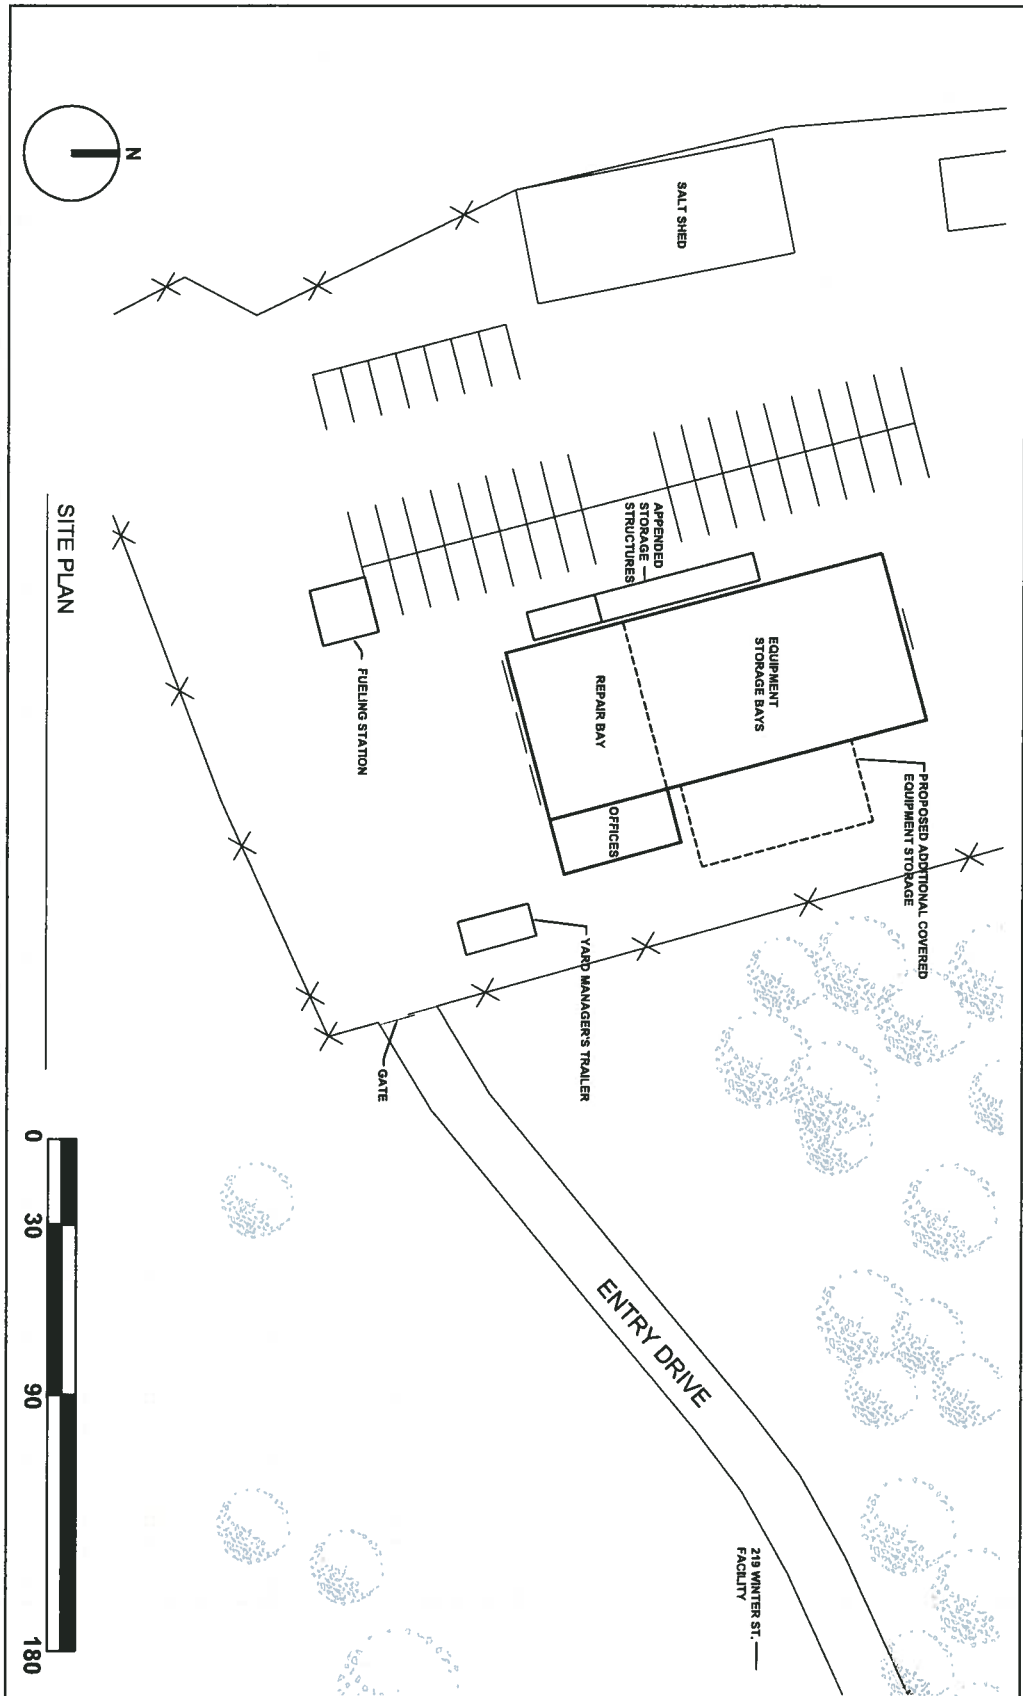 N
SALT SHED
APPENDED
STORAGE
STRUCTURES
EQUIPMENT
STORAGE BAYS
REPAIR BAY
OFFICES
PROPOSED ADDITIONAL COVERED
EQUIPMENT STORAGE
FUELING STATION
YARD MANAGER'S TRAILER
GATE
ENTRY DRIVE
219 WINTER ST.
FACILITY
SITE PLAN
0
30
90
180